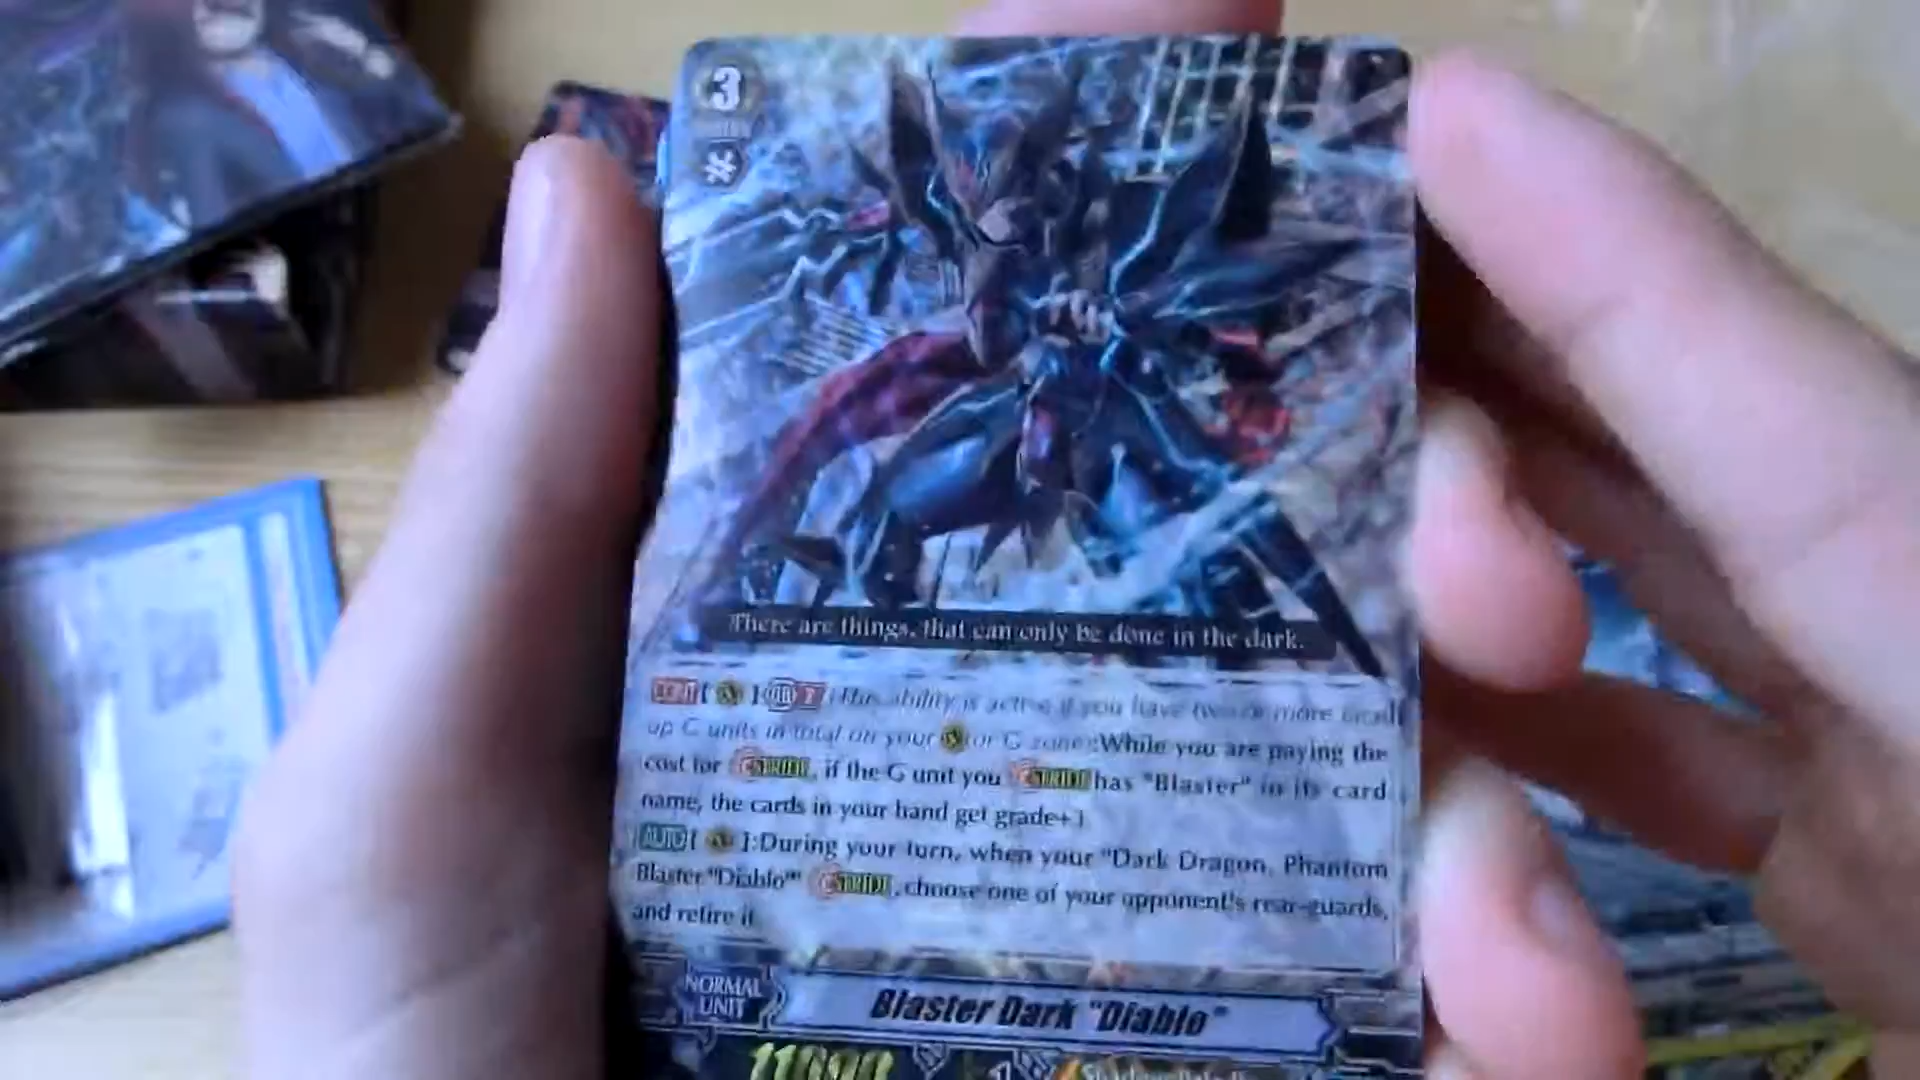 3
There are things, that can only be done in the dark.
CONT [ V ] GB 2 :(This ability is active if you have two or more face
up G units in total on your V or G zone):While you are paying the
cost for STRIDE, if the G unit you STRIDE has "Blaster" in its card
name, the cards in your hand get grade+1
AUTO [ V ]:During your turn, when your "Dark Dragon, Phantom
Blaster "Diablo"" STRIDE, choose one of your opponent's rear-guards,
and retire it
NORMAL
UNIT
Blaster Dark "Diablo"
11000